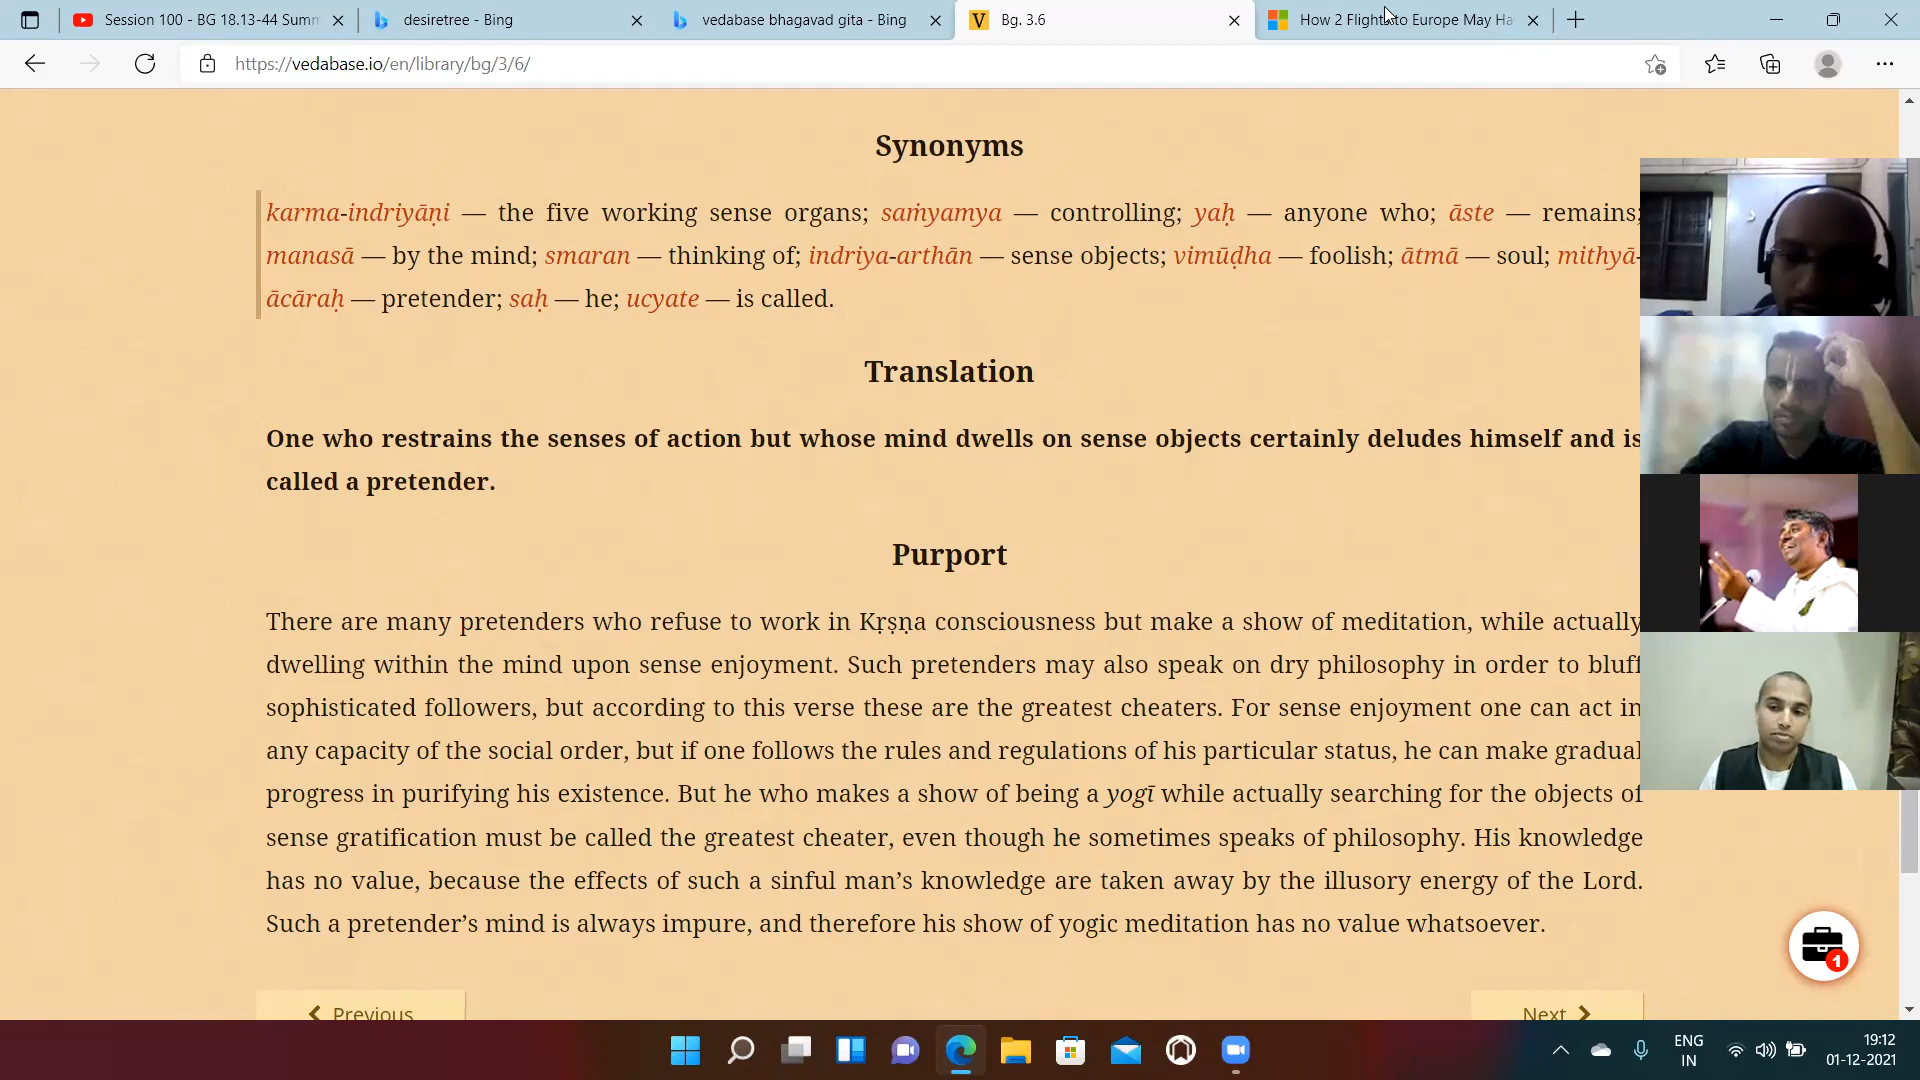 Session 100 - BG 18.13-44 Summ
desiretree - Bing
vedabase bhagavad gita - Bing
V Bg. 3.6
How 2 Flights to Europe May Ha
https://vedabase.io/en/library/bg/3/6/
Synonyms
karma-indriyāṇi — the five working sense organs; saṁyamya — controlling; yaḥ — anyone who; āste — remains;
manasā — by the mind; smaran — thinking of; indriya-arthān — sense objects; vimūḍha — foolish; ātmā — soul; mithyā-
ācāraḥ — pretender; saḥ — he; ucyate — is called.
Translation
One who restrains the senses of action but whose mind dwells on sense objects certainly deludes himself and is
called a pretender.
Purport
There are many pretenders who refuse to work in Kṛṣṇa consciousness but make a show of meditation, while actually
dwelling within the mind upon sense enjoyment. Such pretenders may also speak on dry philosophy in order to bluff
sophisticated followers, but according to this verse these are the greatest cheaters. For sense enjoyment one can act in
any capacity of the social order, but if one follows the rules and regulations of his particular status, he can make gradual
progress in purifying his existence. But he who makes a show of being a yogī while actually searching for the objects of
sense gratification must be called the greatest cheater, even though he sometimes speaks of philosophy. His knowledge
has no value, because the effects of such a sinful man’s knowledge are taken away by the illusory energy of the Lord.
Such a pretender’s mind is always impure, and therefore his show of yogic meditation has no value whatsoever.
1
Previous
Next
ENG
IN
19:12
01-12-2021